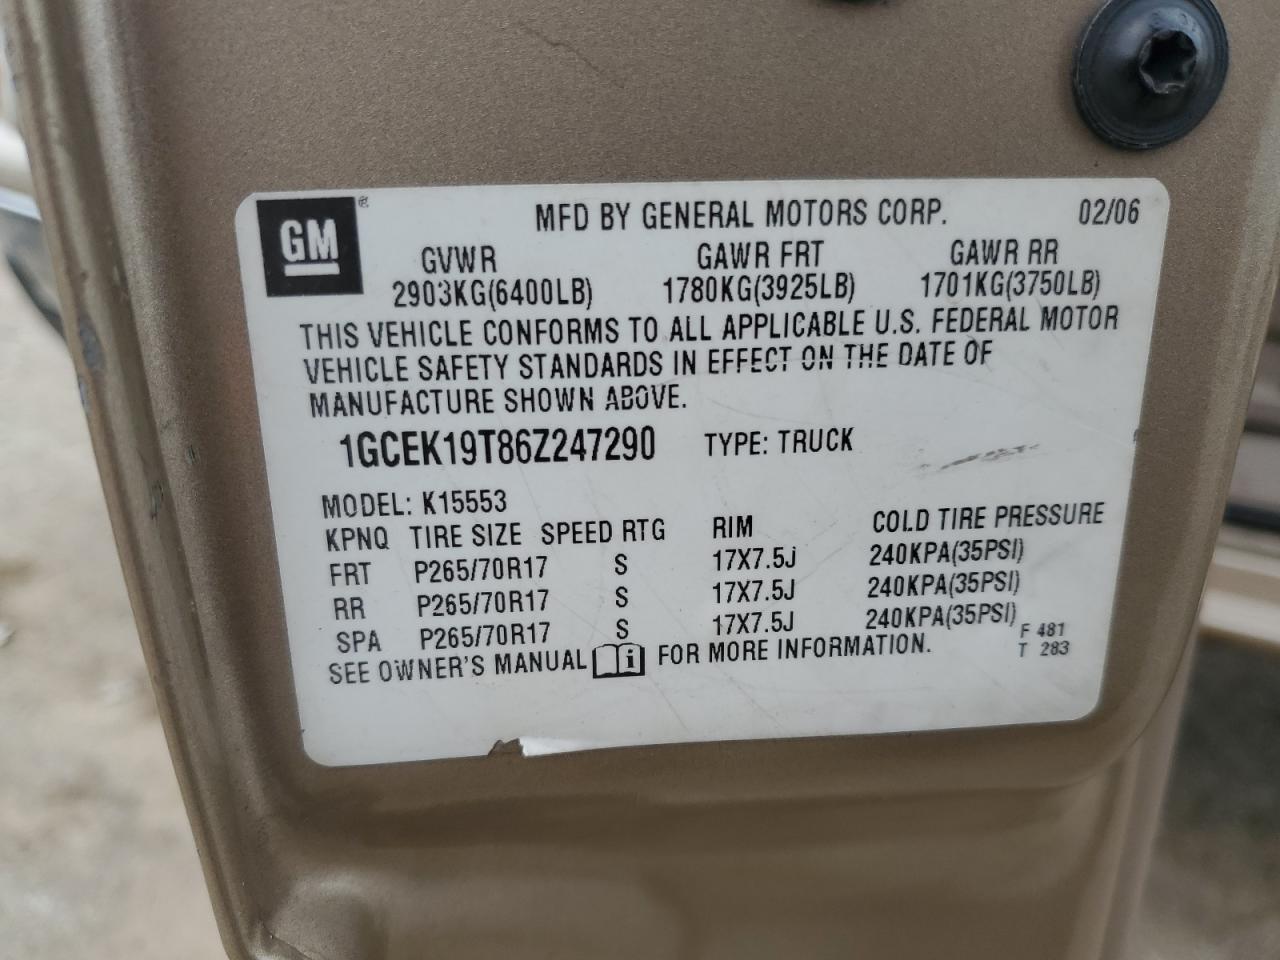 GM ® MFD BY GENERAL MOTORS CORP. 02/06
GVWR GAWR FRT GAWR RR
2903KG(6400LB) 1780KG(3925LB) 1701KG(3750LB)
THIS VEHICLE CONFORMS TO ALL APPLICABLE U.S. FEDERAL MOTOR
VEHICLE SAFETY STANDARDS IN EFFECT ON THE DATE OF
MANUFACTURE SHOWN ABOVE.
1GCEK19T86Z247290 TYPE: TRUCK
MODEL: K15553
KPNQ TIRE SIZE SPEED RTG RIM COLD TIRE PRESSURE
FRT P265/70R17 S 17X7.5J 240KPA(35PSI)
RR P265/70R17 S 17X7.5J 240KPA(35PSI)
SPA P265/70R17 S 17X7.5J 240KPA(35PSI)
SEE OWNER'S MANUAL i FOR MORE INFORMATION.
F 481
T 283